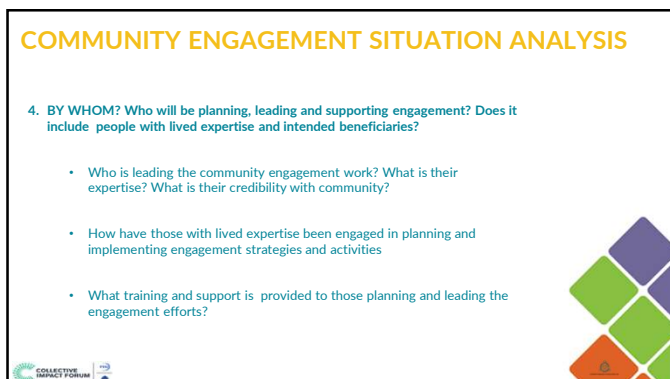 COMMUNITY ENGAGEMENT SITUATION ANALYSIS
4. BY WHOM? Who will be planning, leading and supporting engagement? Does it
include people with lived expertise and intended beneficiaries?
• Who is leading the community engagement work? What is their
expertise? What is their credibility with community?
• How have those with lived expertise been engaged in planning and
implementing engagement strategies and activities
• What training and support is provided to those planning and leading the
engagement efforts?
COLLECTIVE
IMPACT FORUM